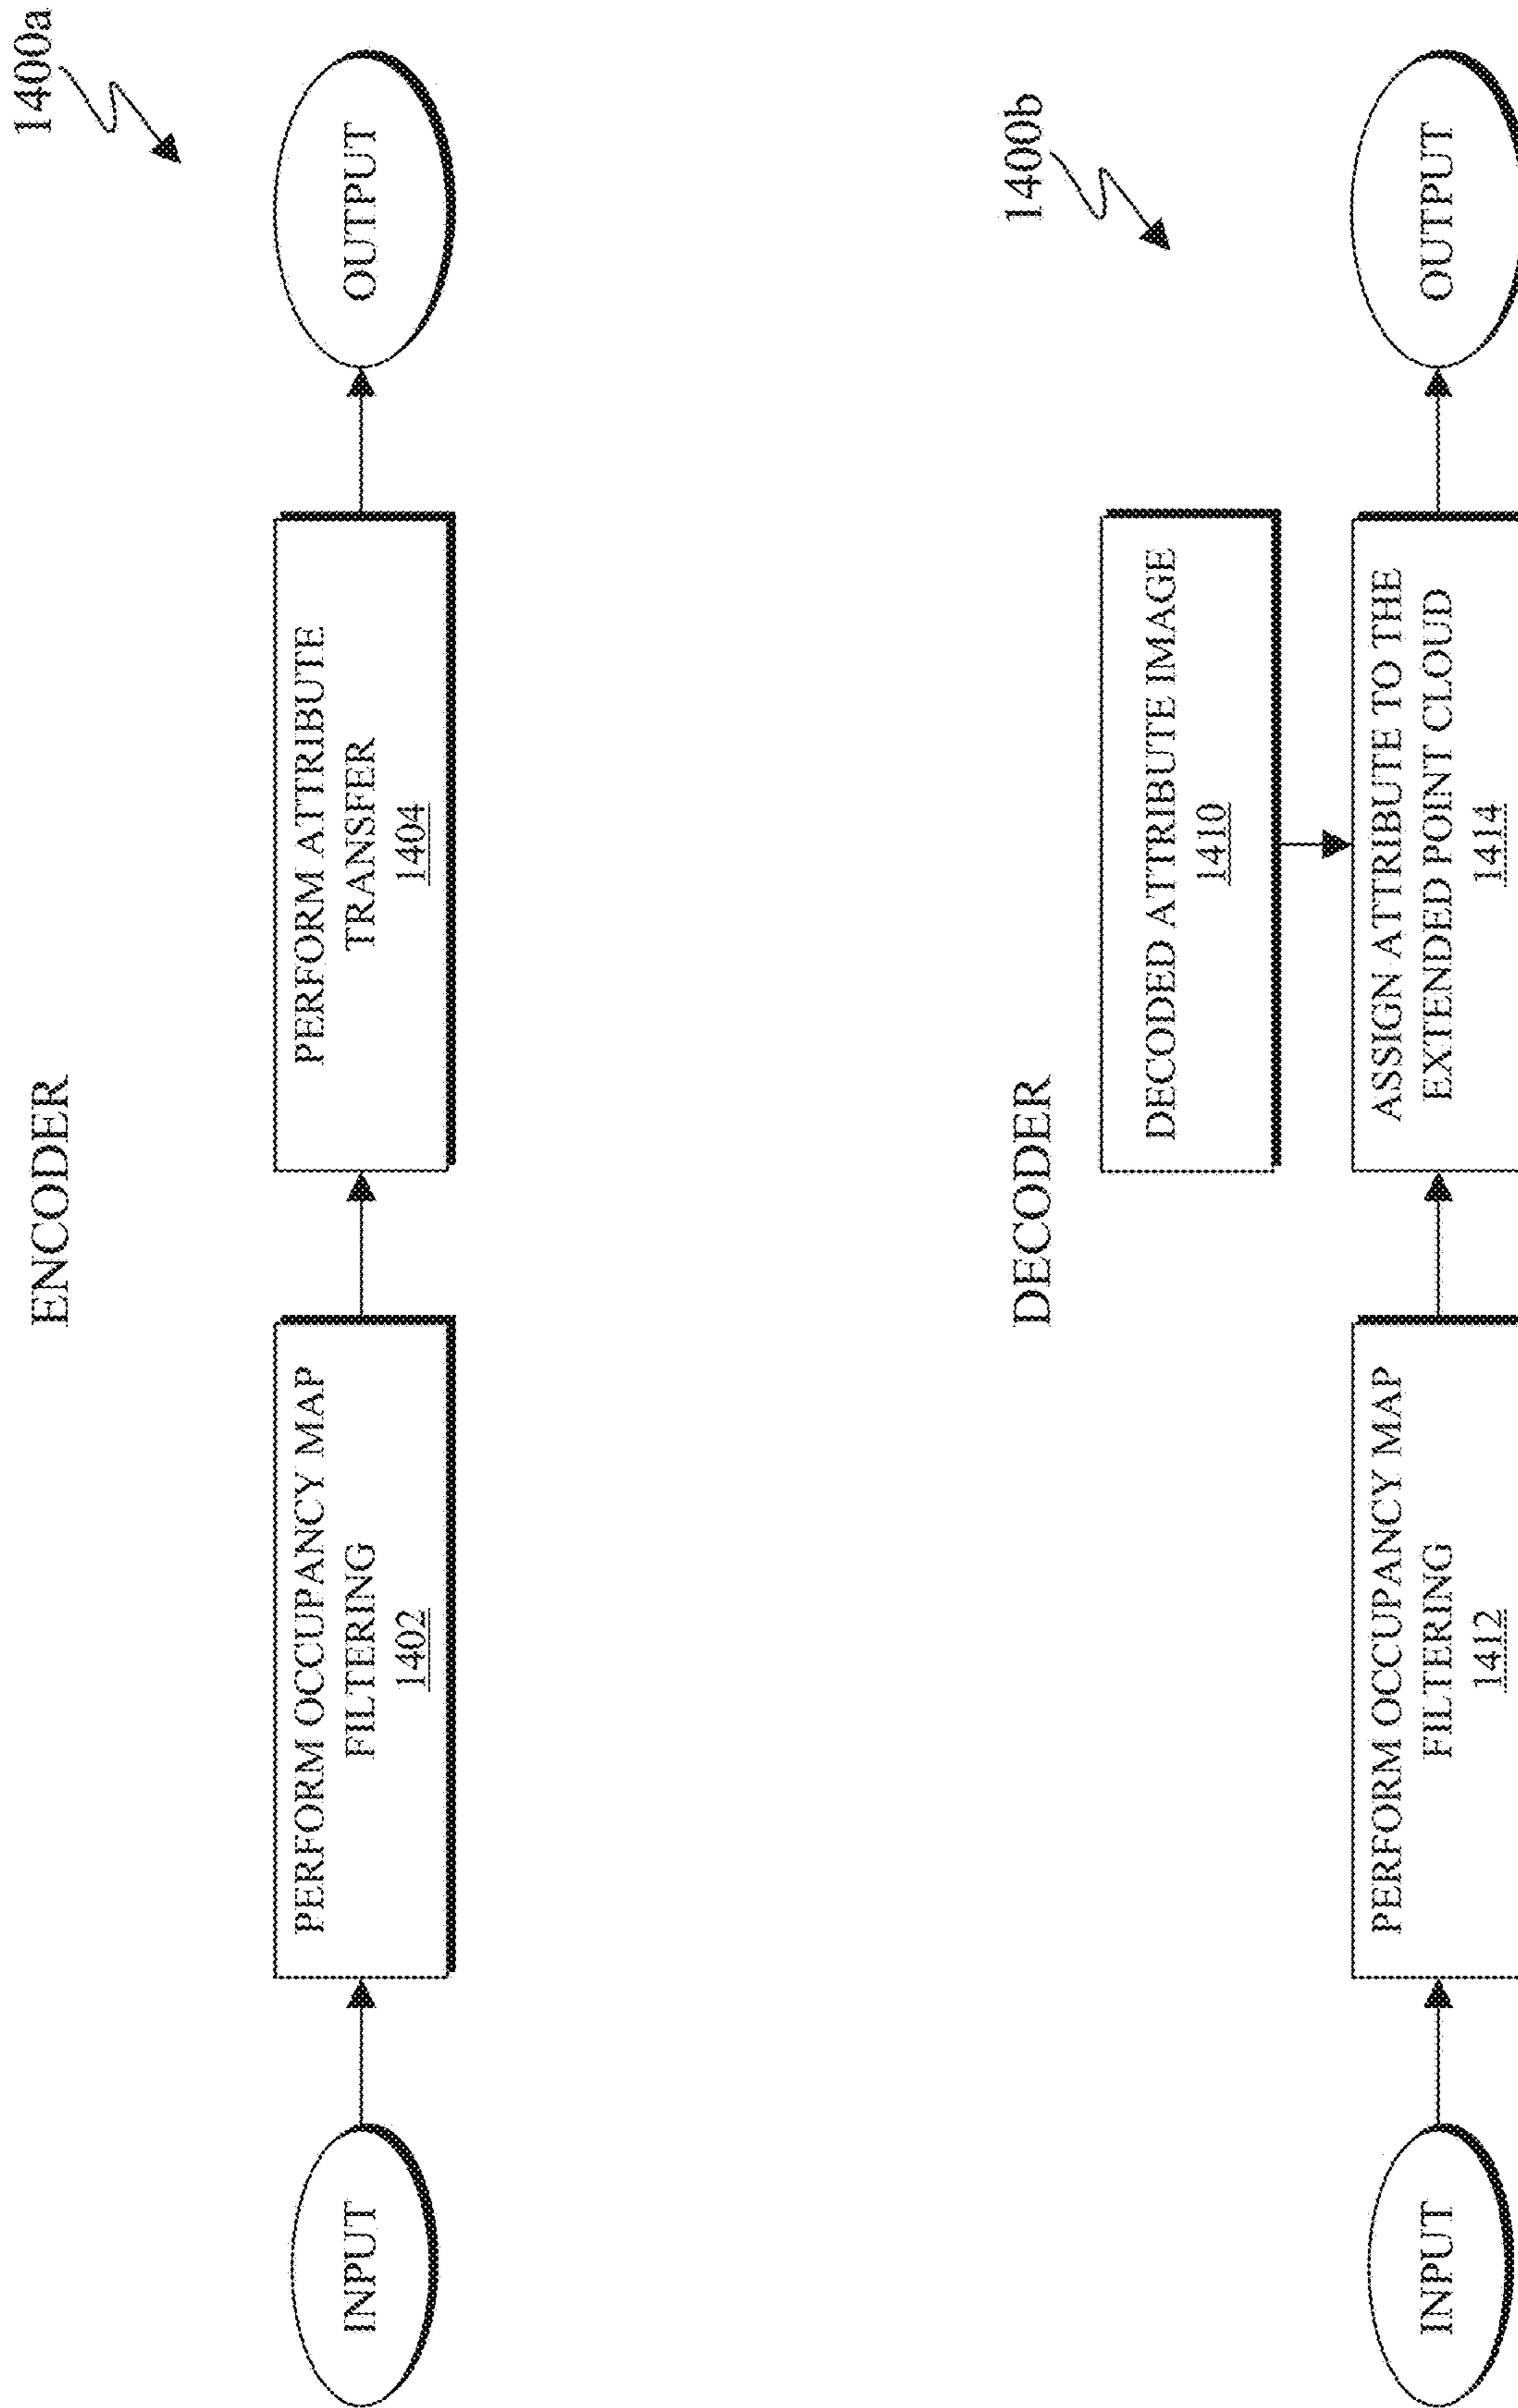 ENCODER
1400a
INPUT
PERFORM OCCUPANCY MAP
FILTERING
1402
PERFORM ATTRIBUTE
TRANSFER
1404
OUTPUT
DECODER
1400b
DECODED ATTRIBUTE IMAGE
1410
INPUT
PERFORM OCCUPANCY MAP
FILTERING
1412
ASSIGN ATTRIBUTE TO THE
EXTENDED POINT CLOUD
1414
OUTPUT